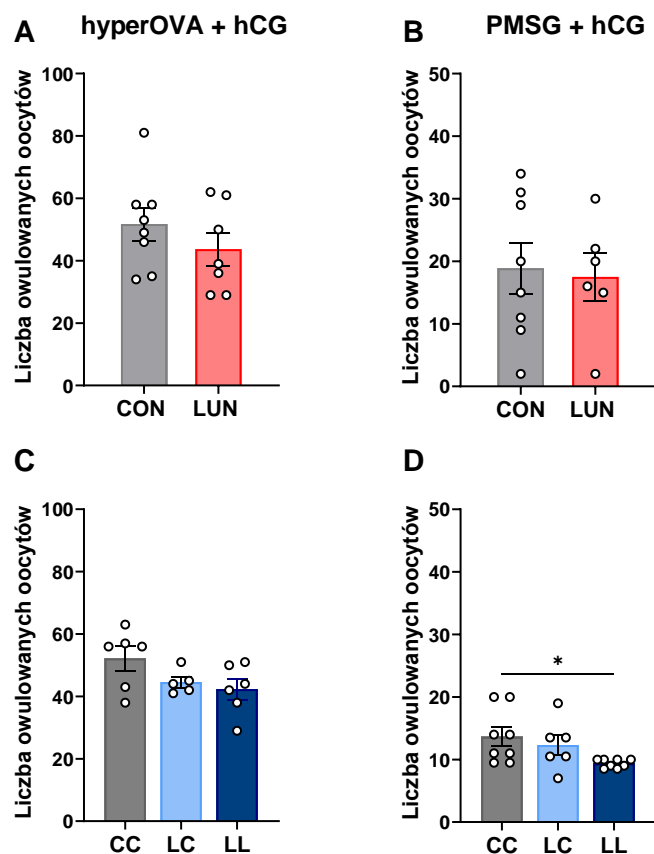 A
hyperOVA + hCG
Liczba owulowanych oocytów
100
80
60
40
20
0
CON
LUN
B
PMSG + hCG
Liczba owulowanych oocytów
50
40
30
20
10
0
CON
LUN
C
Liczba owulowanych oocytów
100
80
60
40
20
0
CC
LC
LL
D
Liczba owulowanych oocytów
50
40
30
20
10
0
*
CC
LC
LL